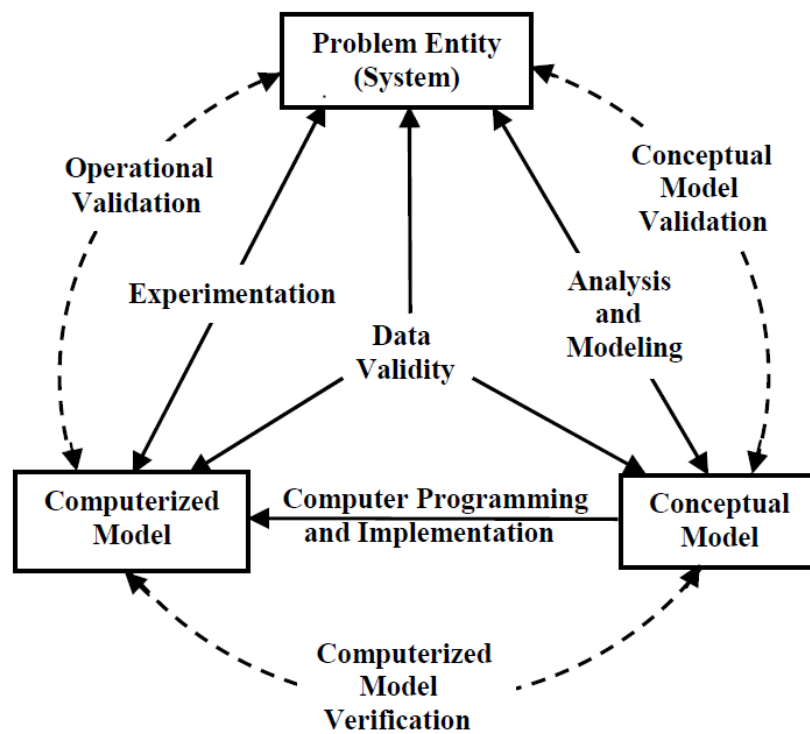 Problem Entity
(System)
Operational
Validation
Conceptual
Model
Validation
Experimentation
Analysis
and
Modeling
Data
Validity
Computerized
Model
Computer Programming
and Implementation
Conceptual
Model
Computerized
Model
Verification